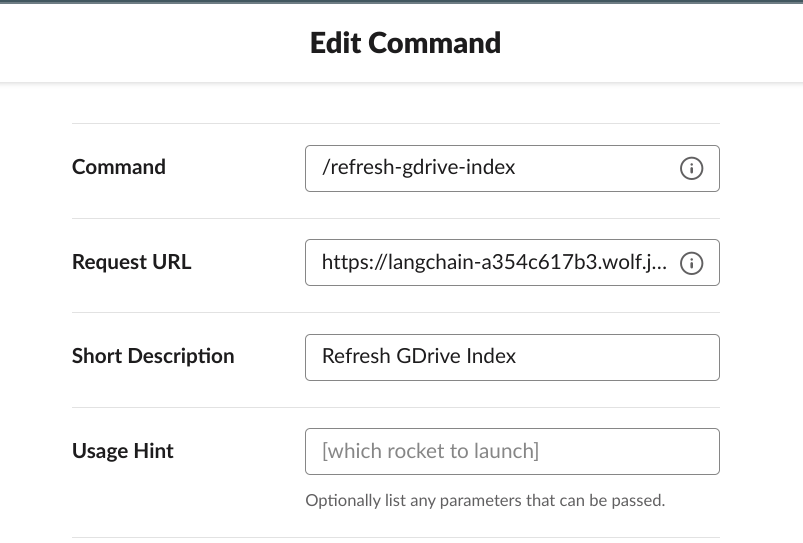 Edit Command
Command
/refresh-gdrive-index
Request URL
https://langchain-a354c617b3.wolf.j...
Short Description
Refresh GDrive Index
Usage Hint
[which rocket to launch]
Optionally list any parameters that can be passed.